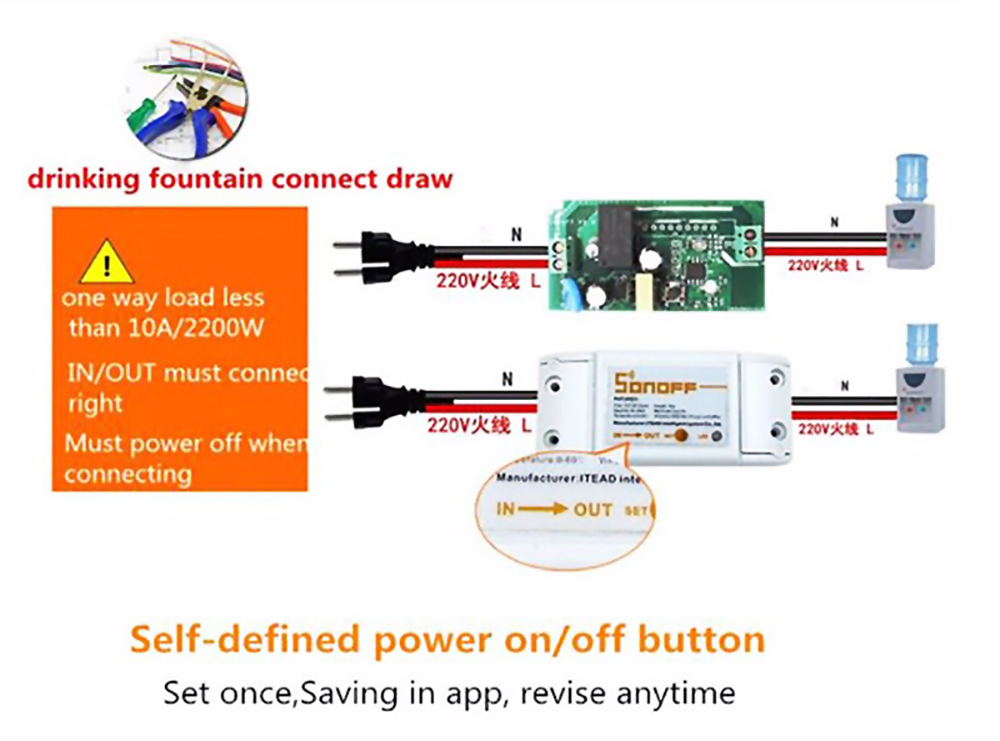 drinking fountain connect draw
one way load less
than 10A/2200W
IN/OUT must connec
right
Must power off when
connecting
N
220V火线 L
N
220V火线 L
N
220V火线 L
SONOFF
IN OUT
N
220V火线 L
Manufacturer:ITEAD inte
IN OUT SET
Self-defined power on/off button
Set once,Saving in app, revise anytime